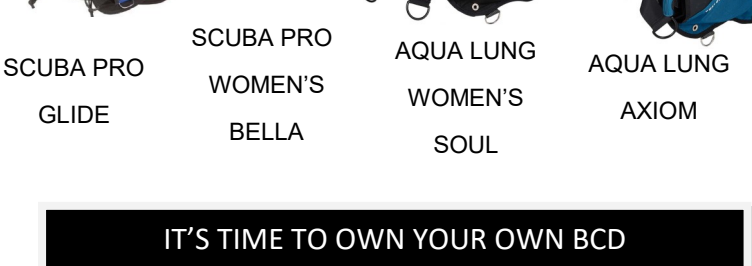 SCUBA PRO
GLIDE
SCUBA PRO
WOMEN'S
BELLA
AQUA LUNG
WOMEN'S
SOUL
AQUA LUNG
AXIOM
IT'S TIME TO OWN YOUR OWN BCD